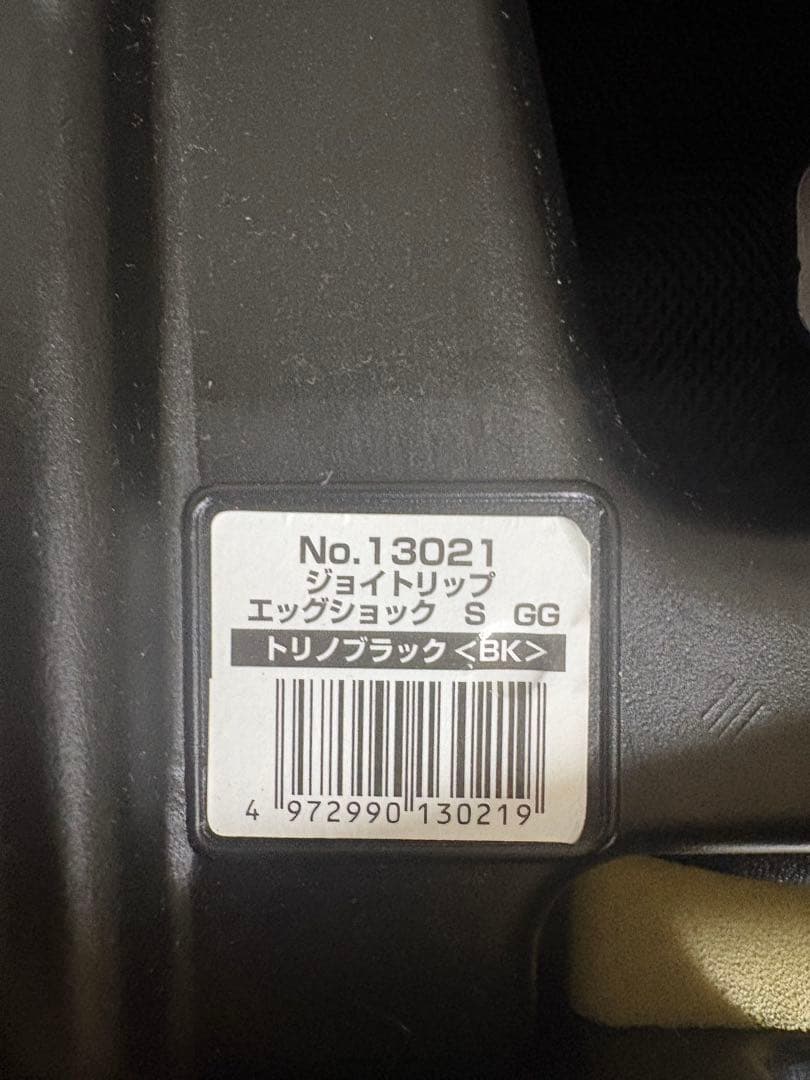 No.13021
ジョイトリップ
エッグショック S GG
トリノブラック<BK>
4 972990 130219